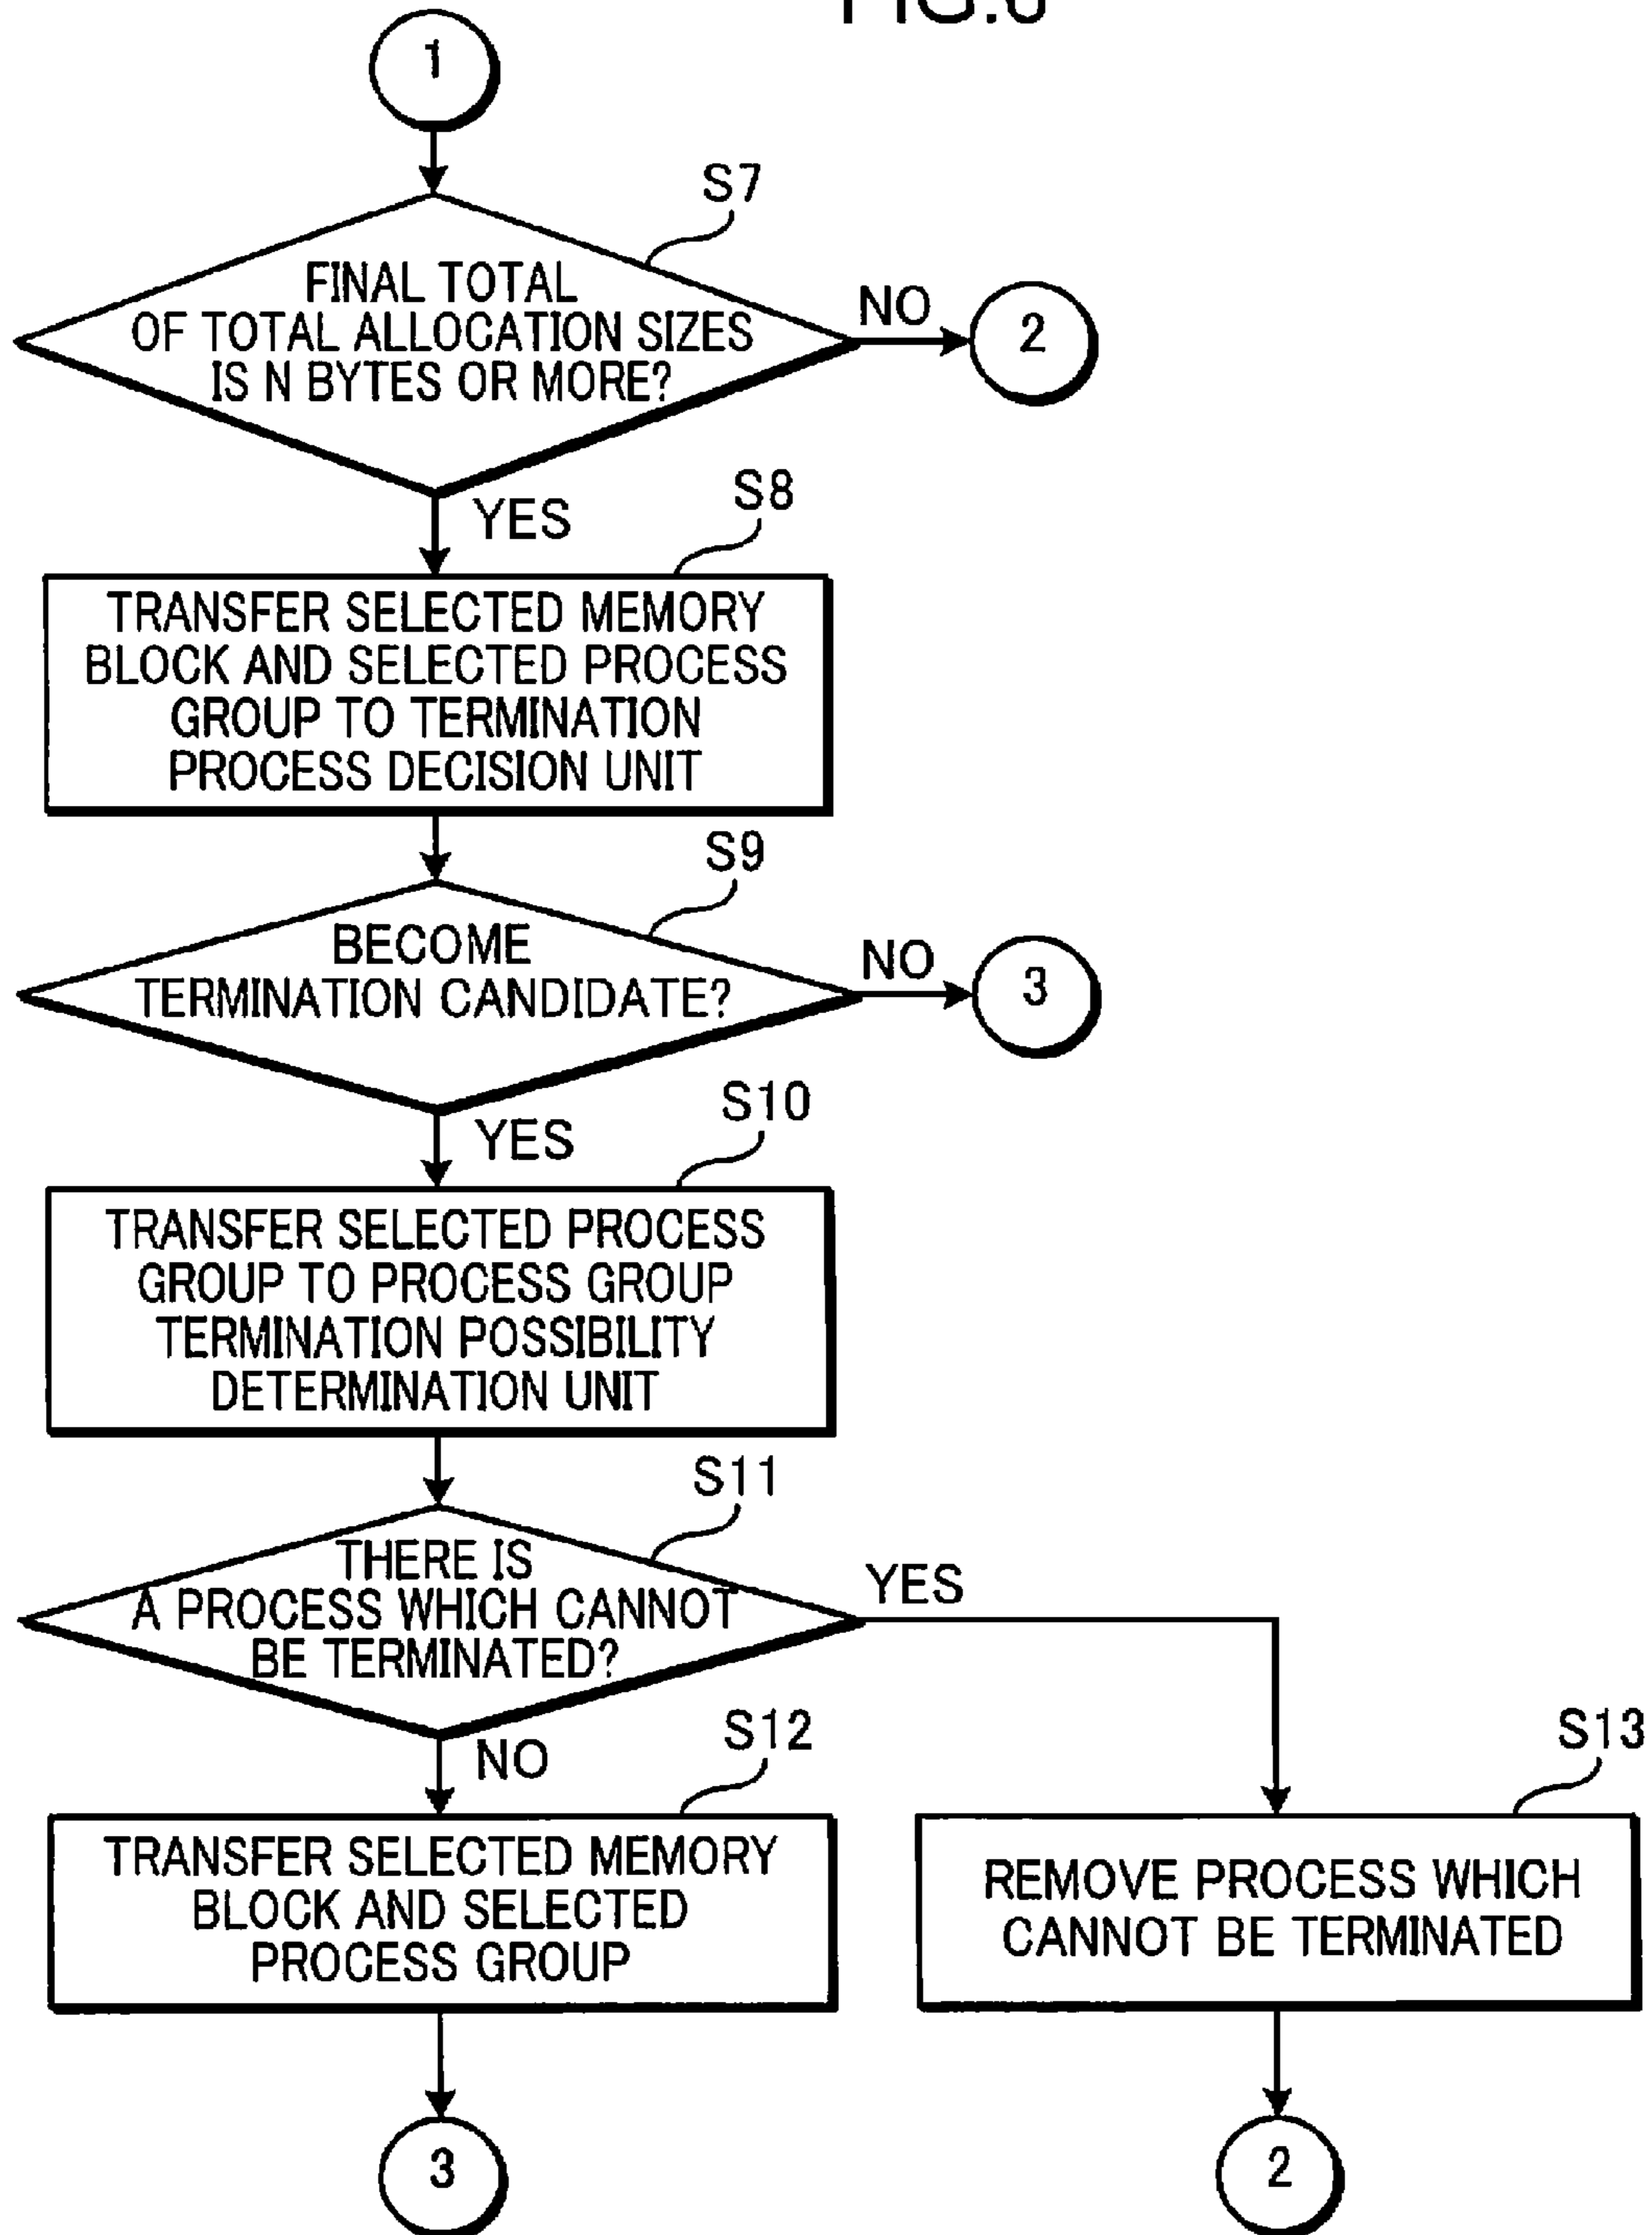 1
S7
FINAL TOTAL
OF TOTAL ALLOCATION SIZES
IS N BYTES OR MORE?
NO
2
YES
S8
TRANSFER SELECTED MEMORY
BLOCK AND SELECTED PROCESS
GROUP TO TERMINATION
PROCESS DECISION UNIT
S9
BECOME
TERMINATION CANDIDATE?
NO
3
YES
S10
TRANSFER SELECTED PROCESS
GROUP TO PROCESS GROUP
TERMINATION POSSIBILITY
DETERMINATION UNIT
S11
THERE IS
A PROCESS WHICH CANNOT
BE TERMINATED?
YES
NO
S12
S13
TRANSFER SELECTED MEMORY
BLOCK AND SELECTED
PROCESS GROUP
REMOVE PROCESS WHICH
CANNOT BE TERMINATED
3
2